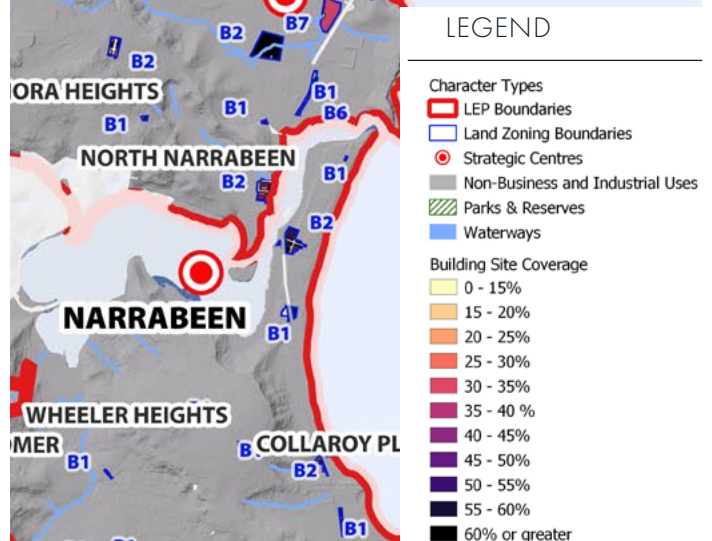 B7
B2
B2
ORA HEIGHTS
B1
B1
B1
B6
NORTH NARRABEEN
B2
B1
B2
NARRABEEN
B1
WHEELER HEIGHTS
MER
B1
B
COLLAROY PL
B2
B1
LEGEND
Character Types
LEP Boundaries
Land Zoning Boundaries
Strategic Centres
Non-Business and Industrial Uses
Parks & Reserves
Waterways
Building Site Coverage
0 - 15%
15 - 20%
20 - 25%
25 - 30%
30 - 35%
35 - 40 %
40 - 45%
45 - 50%
50 - 55%
55 - 60%
60% or greater